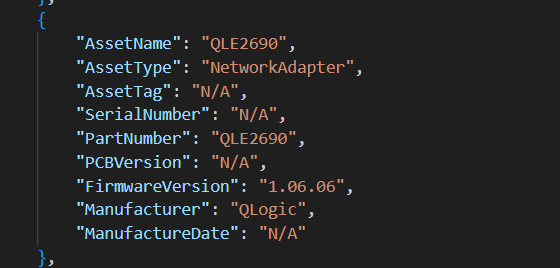 },
{
"AssetName": "QLE2690",
"AssetType": "NetworkAdapter",
"AssetTag": "N/A",
"SerialNumber": "N/A",
"PartNumber": "QLE2690",
"PCBVersion": "N/A",
"FirmwareVersion": "1.06.06",
"Manufacturer": "QLogic",
"ManufactureDate": "N/A"
},